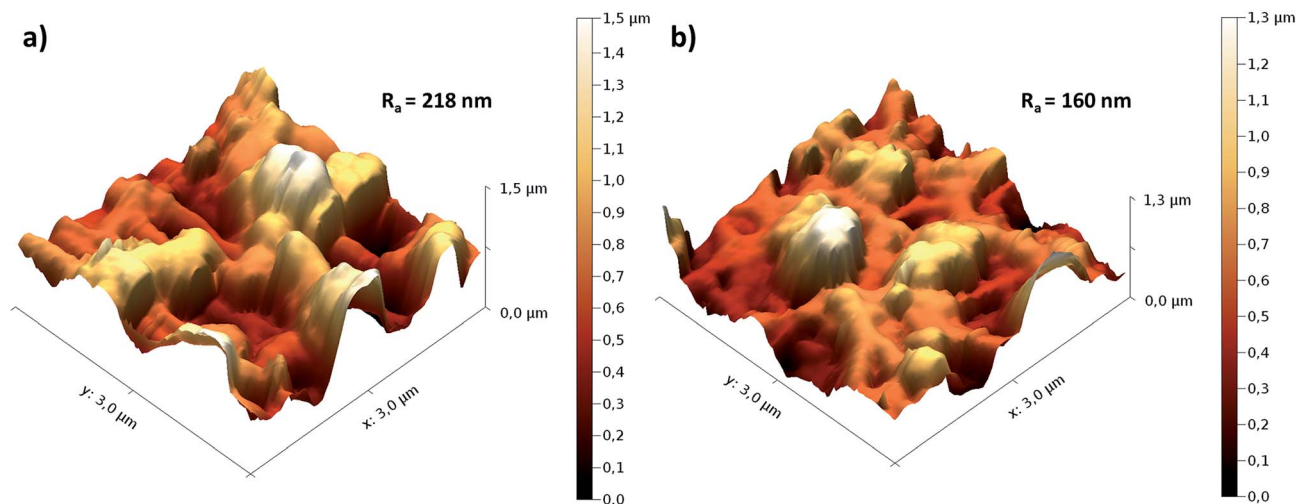 a)
Rₐ = 218 nm
1,5 µm
1,4
1,3
1,2
1,1
1,0
0,9
0,8
0,7
0,6
0,5
0,4
0,3
0,2
0,1
0,0
1,5 µm
0,0 µm
y: 3,0 µm
x: 3,0 µm
b)
Rₐ = 160 nm
1,3 µm
1,2
1,1
1,0
0,9
0,8
0,7
0,6
0,5
0,4
0,3
0,2
0,1
0,0
1,3 µm
0,0 µm
y: 3,0 µm
x: 3,0 µm